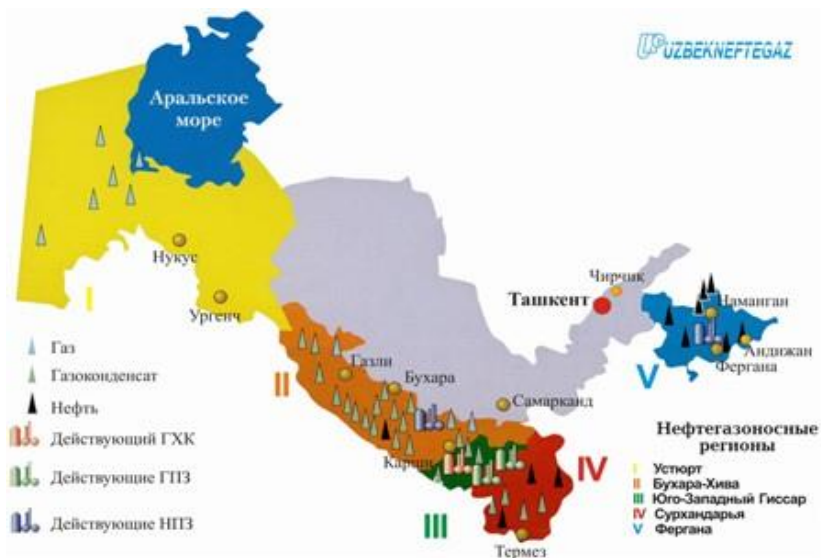 UZBEKNEFTEGAZ
Аральское
море
Нукус
Ургенч
I
Чирчик
Ташкент
Наманган
Андижан
Фергана
V
Газ
Газоконденсат
Нефть
Действующий ГХК
Действующие ГПЗ
Действующие НПЗ
II
Газли
Бухара
Самарканд
Карши
IV
III
Термез
Нефтегазоносные
регионы
I Устюрт
II Бухара-Хива
III Юго-Западный Гиссар
IV Сурхандарья
V Фергана